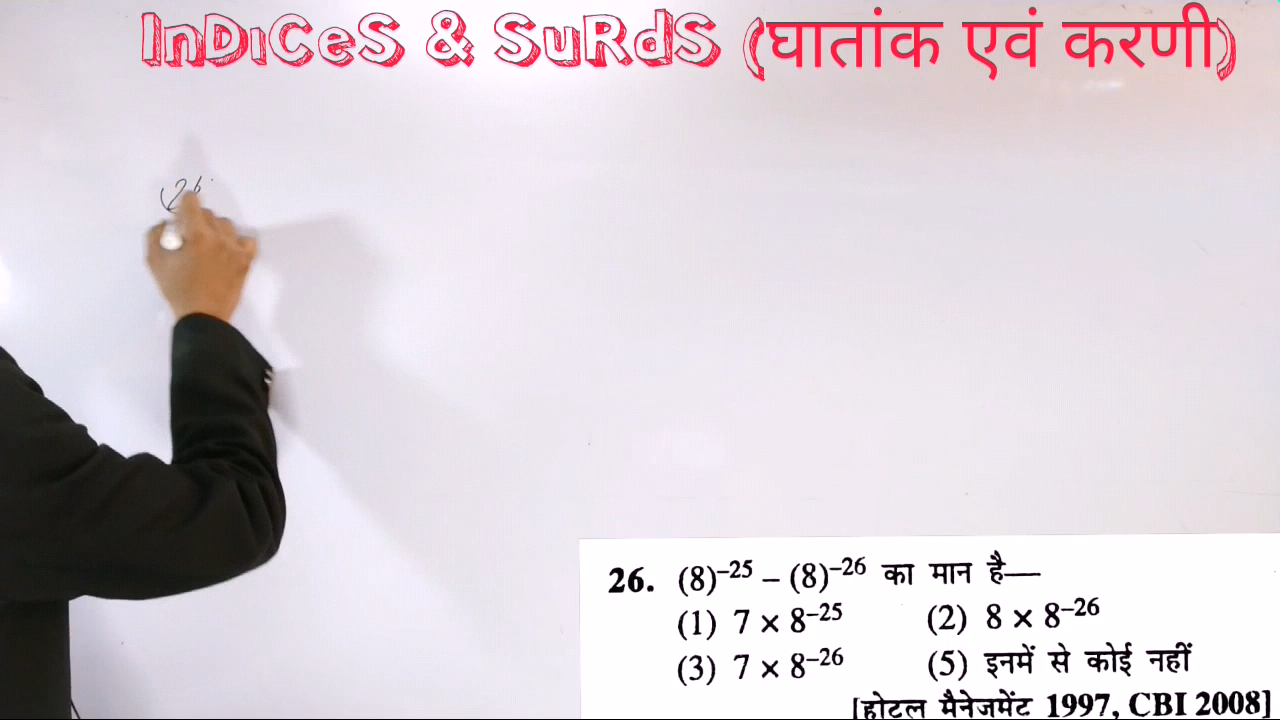 InDiCeS & SuRdS (घातांक एवं करणी)
26.
26. (8)⁻²⁵ – (8)⁻²⁶ का मान है—
(1) 7 × 8⁻²⁵ (2) 8 × 8⁻²⁶
(3) 7 × 8⁻²⁶ (5) इनमें से कोई नहीं
[होटल मैनेजमेंट 1997, CBI 2008]